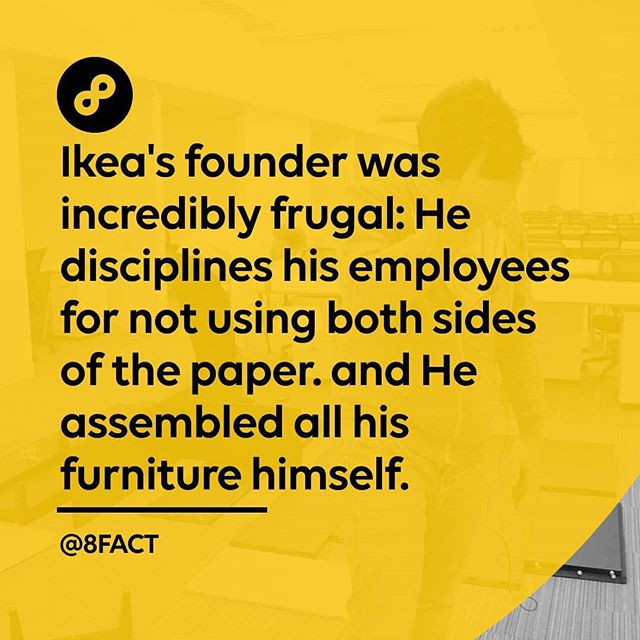 Ikea's founder was
incredibly frugal: He
disciplines his employees
for not using both sides
of the paper. and He
assembled all his
furniture himself.
@8FACT